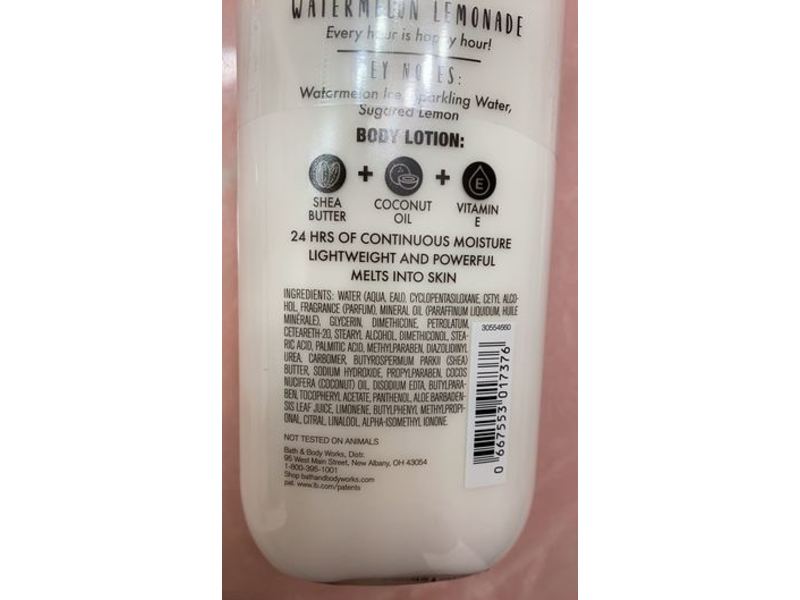 WATERMELON LEMONADE
Every hour is happy hour!
KEY NOTES:
Watermelon Ice, Sparkling Water,
Sugared Lemon
BODY LOTION:
SHEA BUTTER + COCONUT OIL + E VITAMIN E
24 HRS OF CONTINUOUS MOISTURE
LIGHTWEIGHT AND POWERFUL
MELTS INTO SKIN
INGREDIENTS: WATER (AQUA, EAU), CYCLOPENTASILOXANE, CETYL ALCO-
HOL, FRAGRANCE (PARFUM), MINERAL OIL (PARAFFINUM LIQUIDUM, HUILE
MINÉRALE), GLYCERIN, DIMETHICONE, PETROLATUM,
CETEARETH-20, STEARYL ALCOHOL, DIMETHICONOL, STEA-
RIC ACID, PALMITIC ACID, METHYLPARABEN, DIAZOLIDINYL
UREA, CARBOMER, BUTYROSPERMUM PARKII (SHEA)
BUTTER, SODIUM HYDROXIDE, PROPYLPARABEN, COCOS
NUCIFERA (COCONUT) OIL, DISODIUM EDTA, BUTYLPARA-
BEN, TOCOPHERYL ACETATE, PANTHENOL, ALOE BARBADEN-
SIS LEAF JUICE, LIMONENE, BUTYLPHENYL METHYLPROPI-
ONAL, CITRAL, LINALOOL, ALPHA-ISOMETHYL IONONE.
30554660
0 667553 017376
NOT TESTED ON ANIMALS
Bath & Body Works, Distr.
95 West Main Street, New Albany, OH 43054
1-800-395-1001
Shop bathandbodyworks.com
pat. www.lb.com/patents